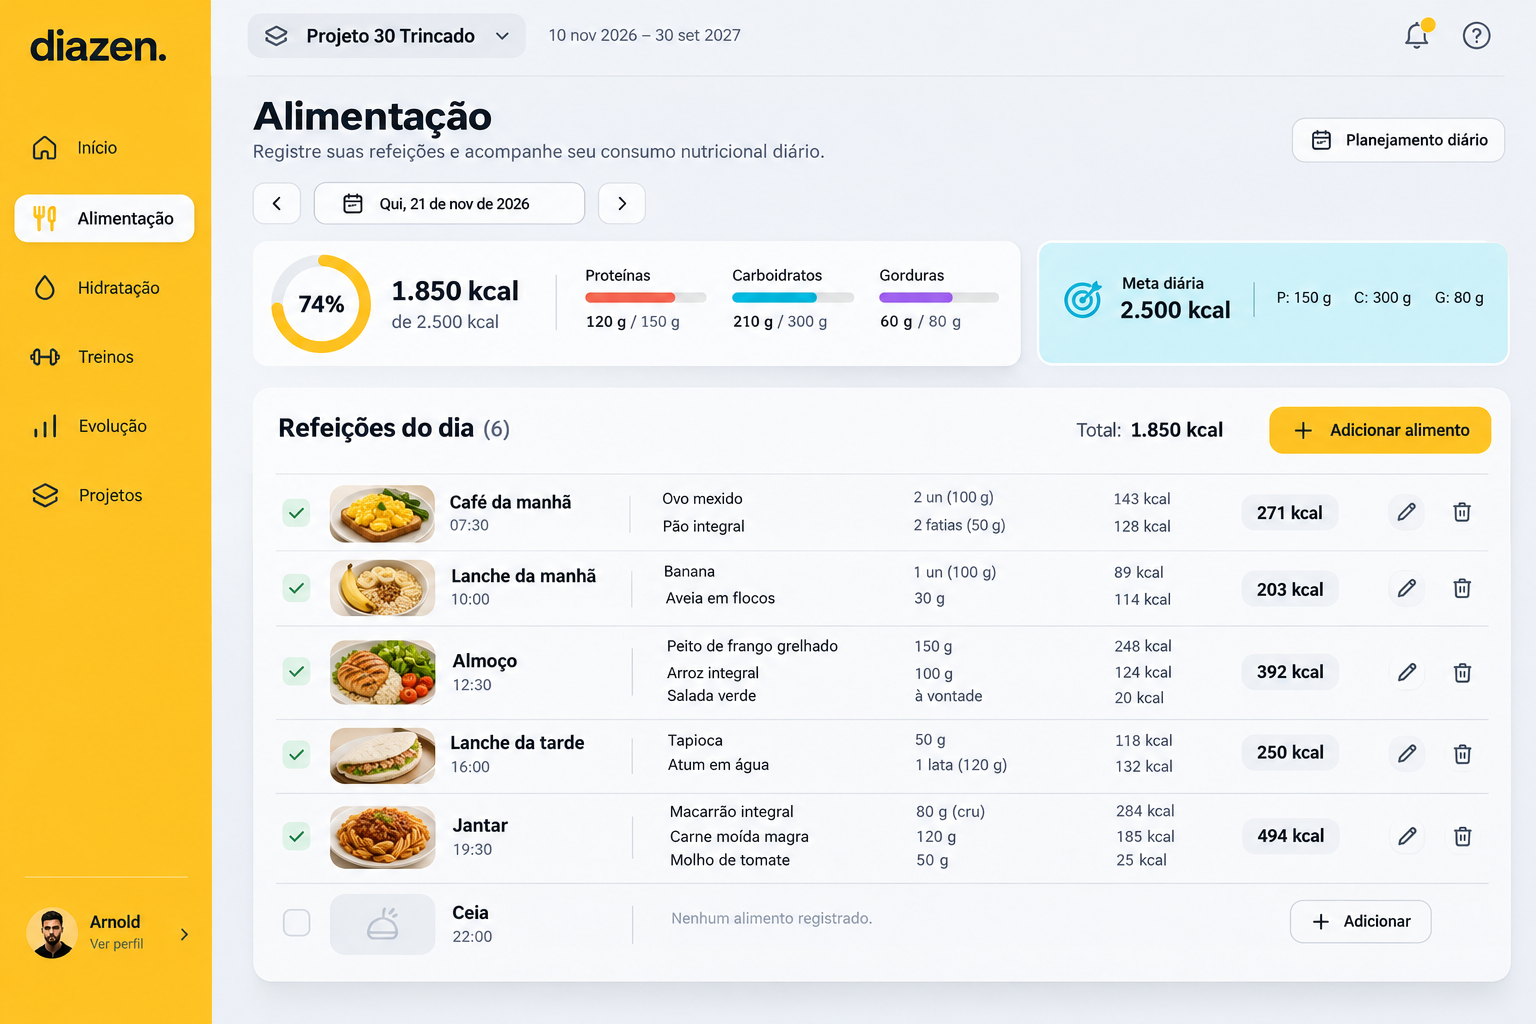 diazen.
Projeto 30 Trincado
10 nov 2026 – 30 set 2027
Início
Alimentação
Hidratação
Treinos
Evolução
Projetos
Arnold
Ver perfil
Alimentação
Registre suas refeições e acompanhe seu consumo nutricional diário.
Planejamento diário
Qui, 21 de nov de 2026
74%
1.850 kcal
de 2.500 kcal
Proteínas
120 g / 150 g
Carboidratos
210 g / 300 g
Gorduras
60 g / 80 g
Meta diária
2.500 kcal
P: 150 g C: 300 g G: 80 g
Refeições do dia (6)
Total: 1.850 kcal
Adicionar alimento
Café da manhã
07:30
Ovo mexido 2 un (100 g) 143 kcal
Pão integral 2 fatias (50 g) 128 kcal
271 kcal
Lanche da manhã
10:00
Banana 1 un (100 g) 89 kcal
Aveia em flocos 30 g 114 kcal
203 kcal
Almoço
12:30
Peito de frango grelhado 150 g 248 kcal
Arroz integral 100 g 124 kcal
Salada verde à vontade 20 kcal
392 kcal
Lanche da tarde
16:00
Tapioca 50 g 118 kcal
Atum em água 1 lata (120 g) 132 kcal
250 kcal
Jantar
19:30
Macarrão integral 80 g (cru) 284 kcal
Carne moída magra 120 g 185 kcal
Molho de tomate 50 g 25 kcal
494 kcal
Ceia
22:00
Nenhum alimento registrado.
Adicionar